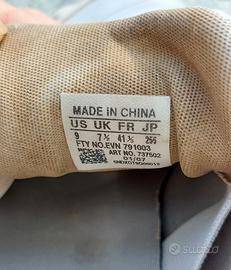 MADE IN CHINA
US UK FR JP
9 7½ 41⅓ 255
FTY NO.EVN 791003
ART NO. 737502
01/07
subito